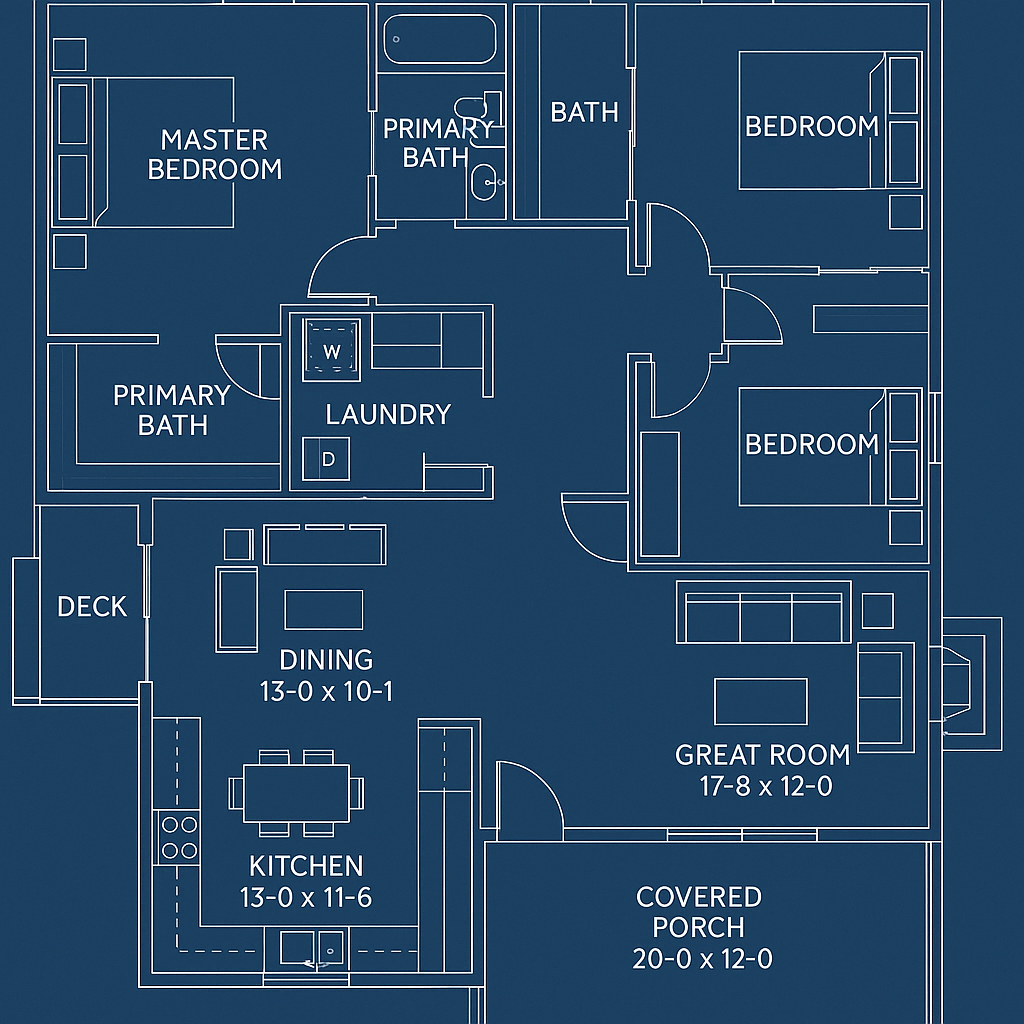 MASTER
BEDROOM
PRIMARY
BATH
BATH
BEDROOM
W
PRIMARY
BATH
LAUNDRY
D
BEDROOM
DECK
DINING
13-0 x 10-1
GREAT ROOM
17-8 x 12-0
KITCHEN
13-0 x 11-6
COVERED
PORCH
20-0 x 12-0